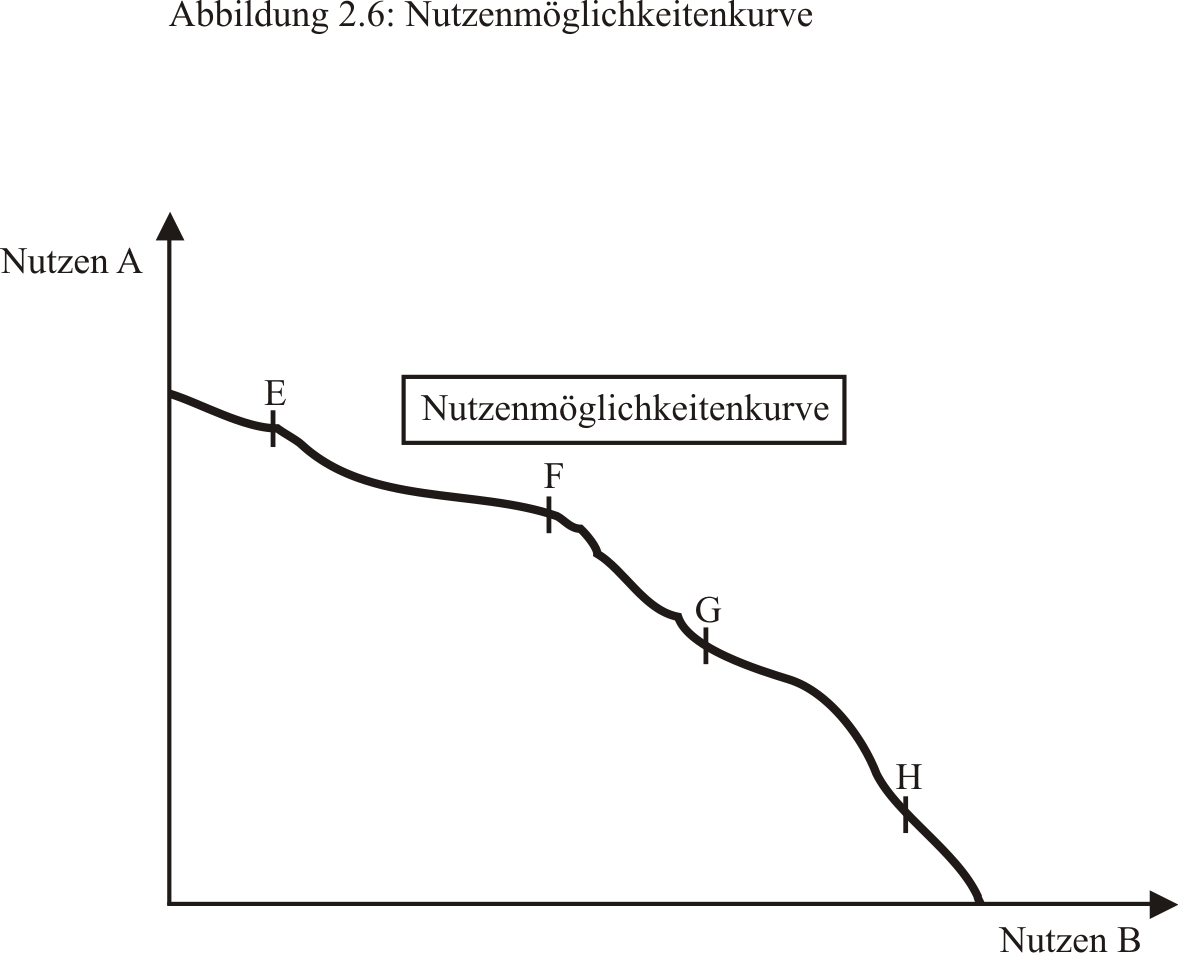 Abbildung 2.6: Nutzenmöglichkeitenkurve
Nutzen A
E
Nutzenmöglichkeitenkurve
F
G
H
Nutzen B